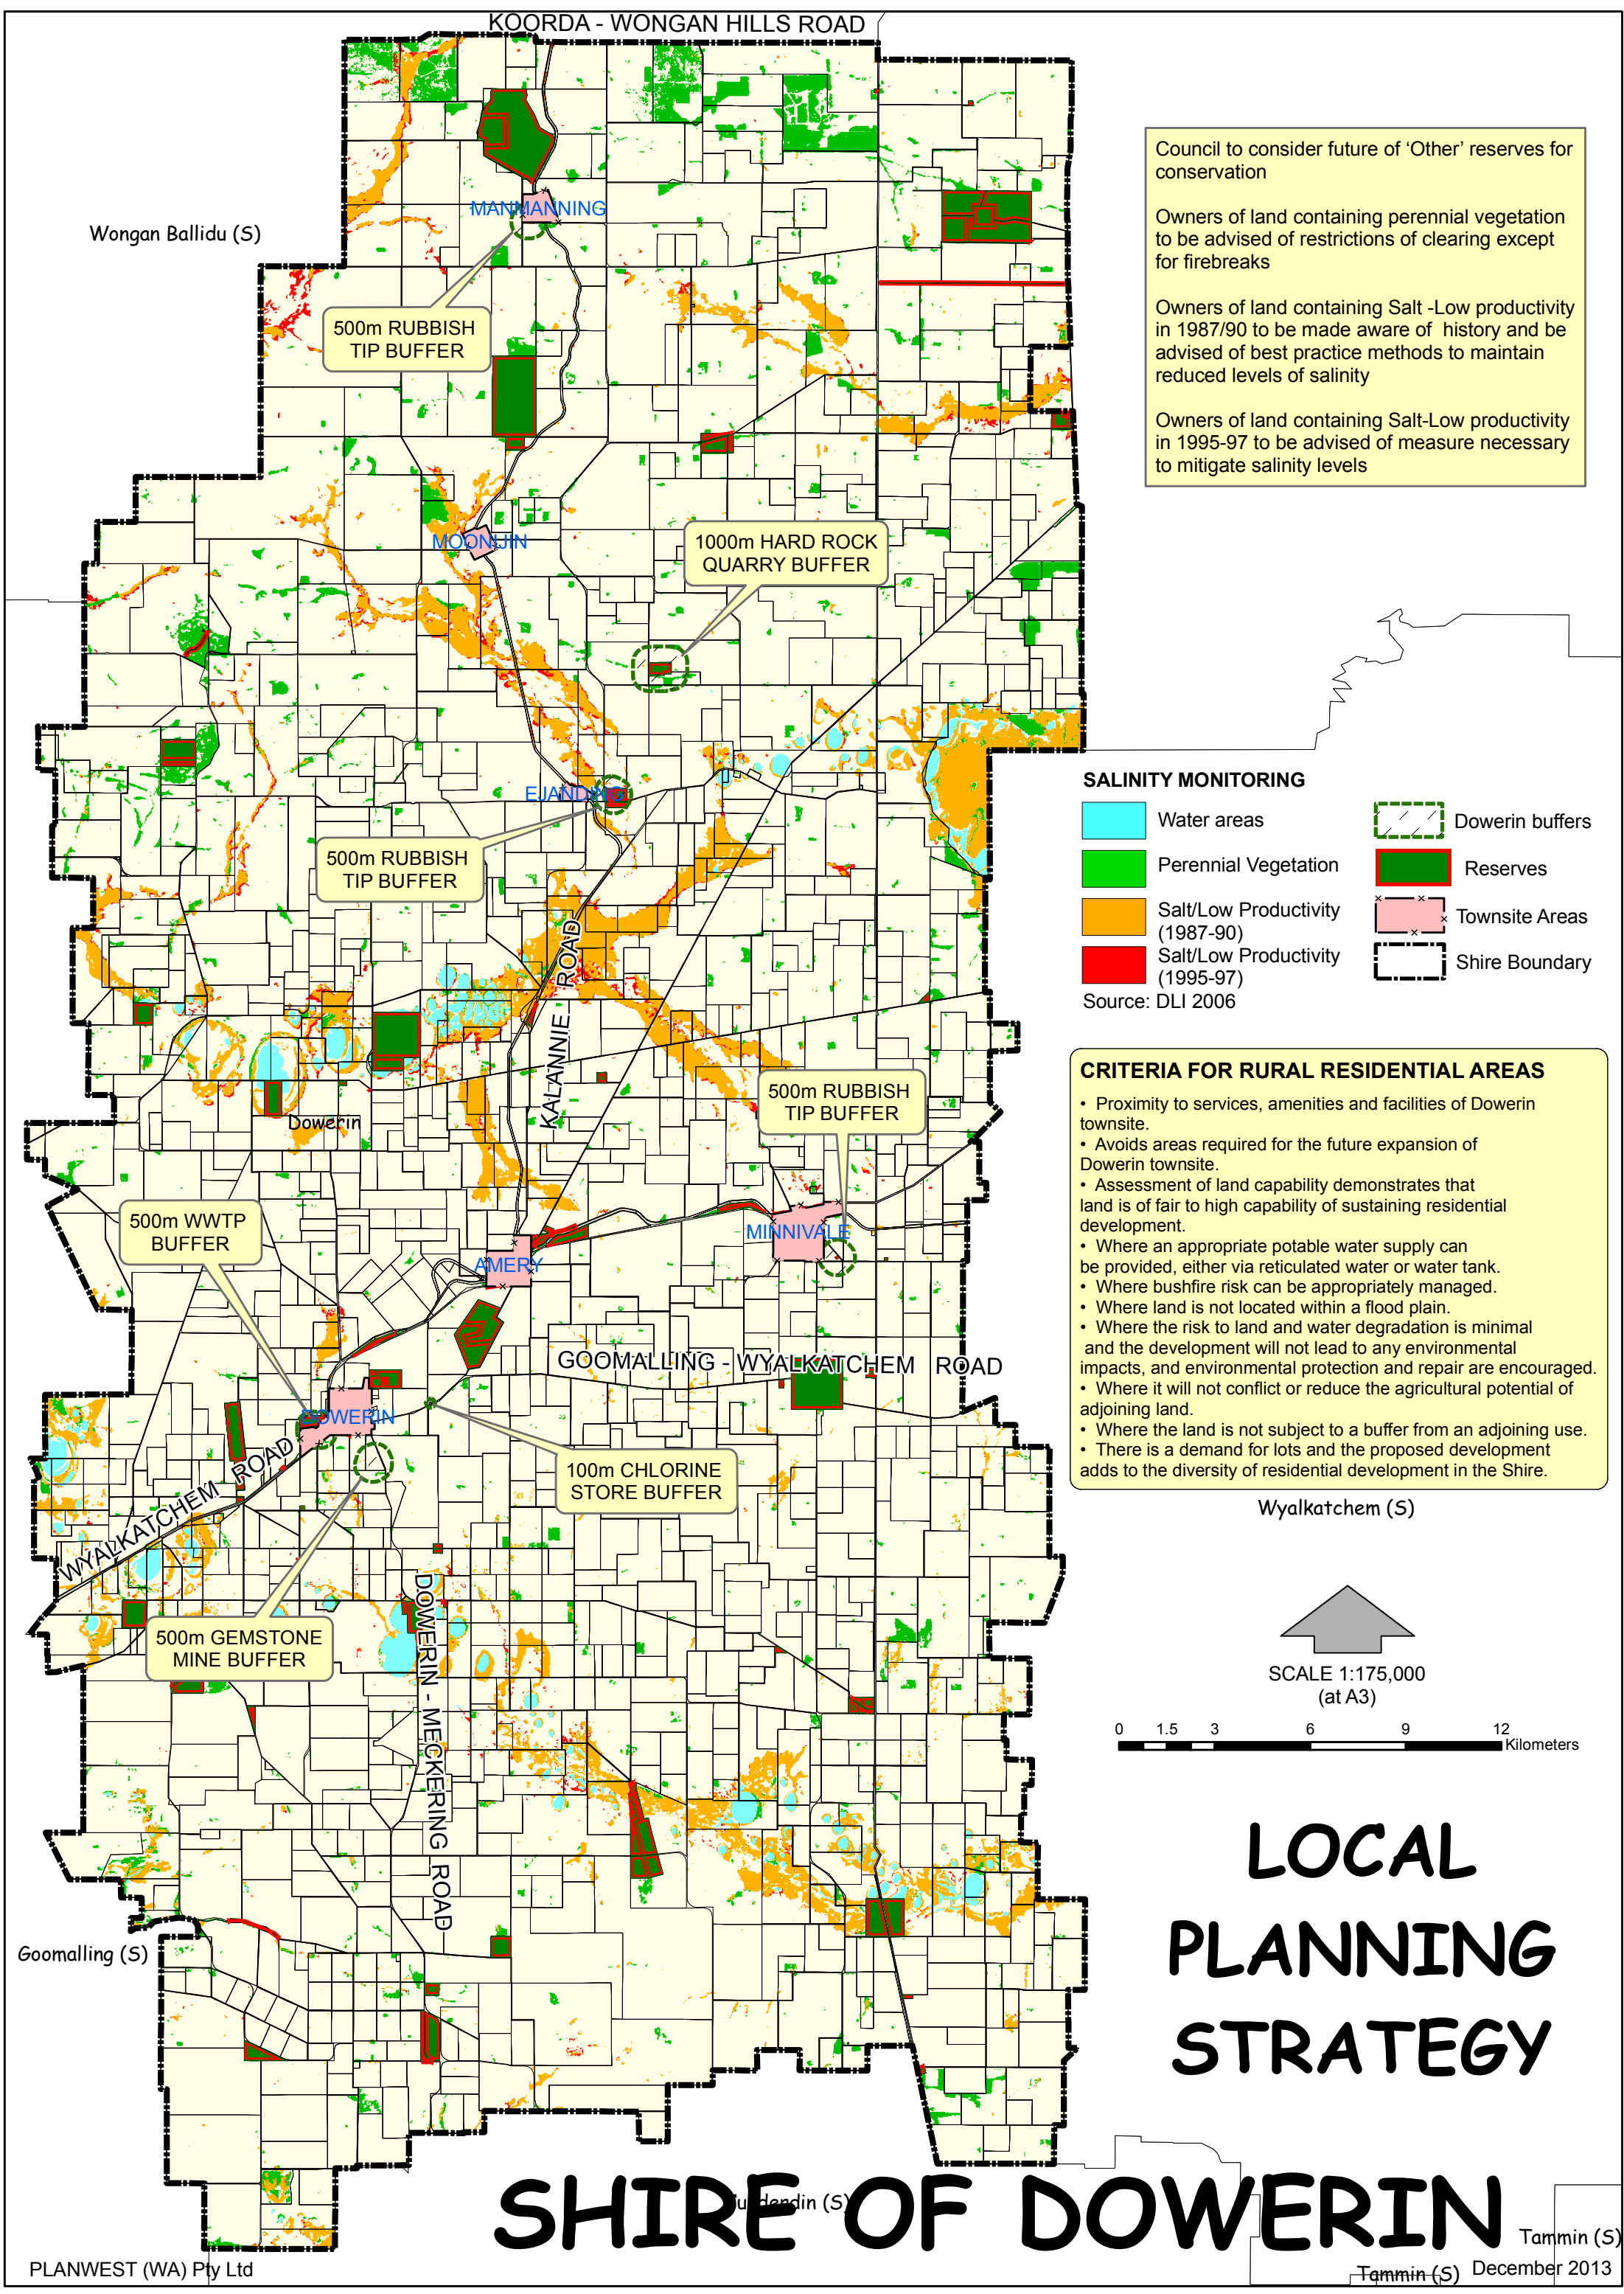 KOORDA - WONGAN HILLS ROAD
Council to consider future of ‘Other’ reserves for
conservation
Owners of land containing perennial vegetation
to be advised of restrictions of clearing except
for firebreaks
Owners of land containing Salt -Low productivity
in 1987/90 to be made aware of history and be
advised of best practice methods to maintain
reduced levels of salinity
Owners of land containing Salt-Low productivity
in 1995-97 to be advised of measure necessary
to mitigate salinity levels
MANMANNING
Wongan Ballidu (S)
500m RUBBISH
TIP BUFFER
MOONIJIN
1000m HARD ROCK
QUARRY BUFFER
EJANDING
500m RUBBISH
TIP BUFFER
SALINITY MONITORING
Water areas
Perennial Vegetation
Salt/Low Productivity
(1987-90)
Salt/Low Productivity
(1995-97)
Source: DLI 2006
Dowerin buffers
Reserves
Townsite Areas
Shire Boundary
KALANNIE ROAD
500m RUBBISH
TIP BUFFER
Dowerin
CRITERIA FOR RURAL RESIDENTIAL AREAS
• Proximity to services, amenities and facilities of Dowerin
townsite.
• Avoids areas required for the future expansion of
Dowerin townsite.
• Assessment of land capability demonstrates that
land is of fair to high capability of sustaining residential
development.
• Where an appropriate potable water supply can
be provided, either via reticulated water or water tank.
• Where bushfire risk can be appropriately managed.
• Where land is not located within a flood plain.
• Where the risk to land and water degradation is minimal
and the development will not lead to any environmental
impacts, and environmental protection and repair are encouraged.
• Where it will not conflict or reduce the agricultural potential of
adjoining land.
• Where the land is not subject to a buffer from an adjoining use.
• There is a demand for lots and the proposed development
adds to the diversity of residential development in the Shire.
500m WWTP
BUFFER
MINNIVALE
AMERY
GOOMALLING - WYALKATCHEM ROAD
DOWERIN
100m CHLORINE
STORE BUFFER
WYALKATCHEM ROAD
Wyalkatchem (S)
500m GEMSTONE
MINE BUFFER
DOWERIN - MECKERING ROAD
SCALE 1:175,000
(at A3)
0 1.5 3 6 9 12
Kilometers
LOCAL
PLANNING
STRATEGY
Goomalling (S)
SHIRE OF DOWERIN
(S)
Tammin (S)
Tammin (S)
December 2013
PLANWEST (WA) Pty Ltd